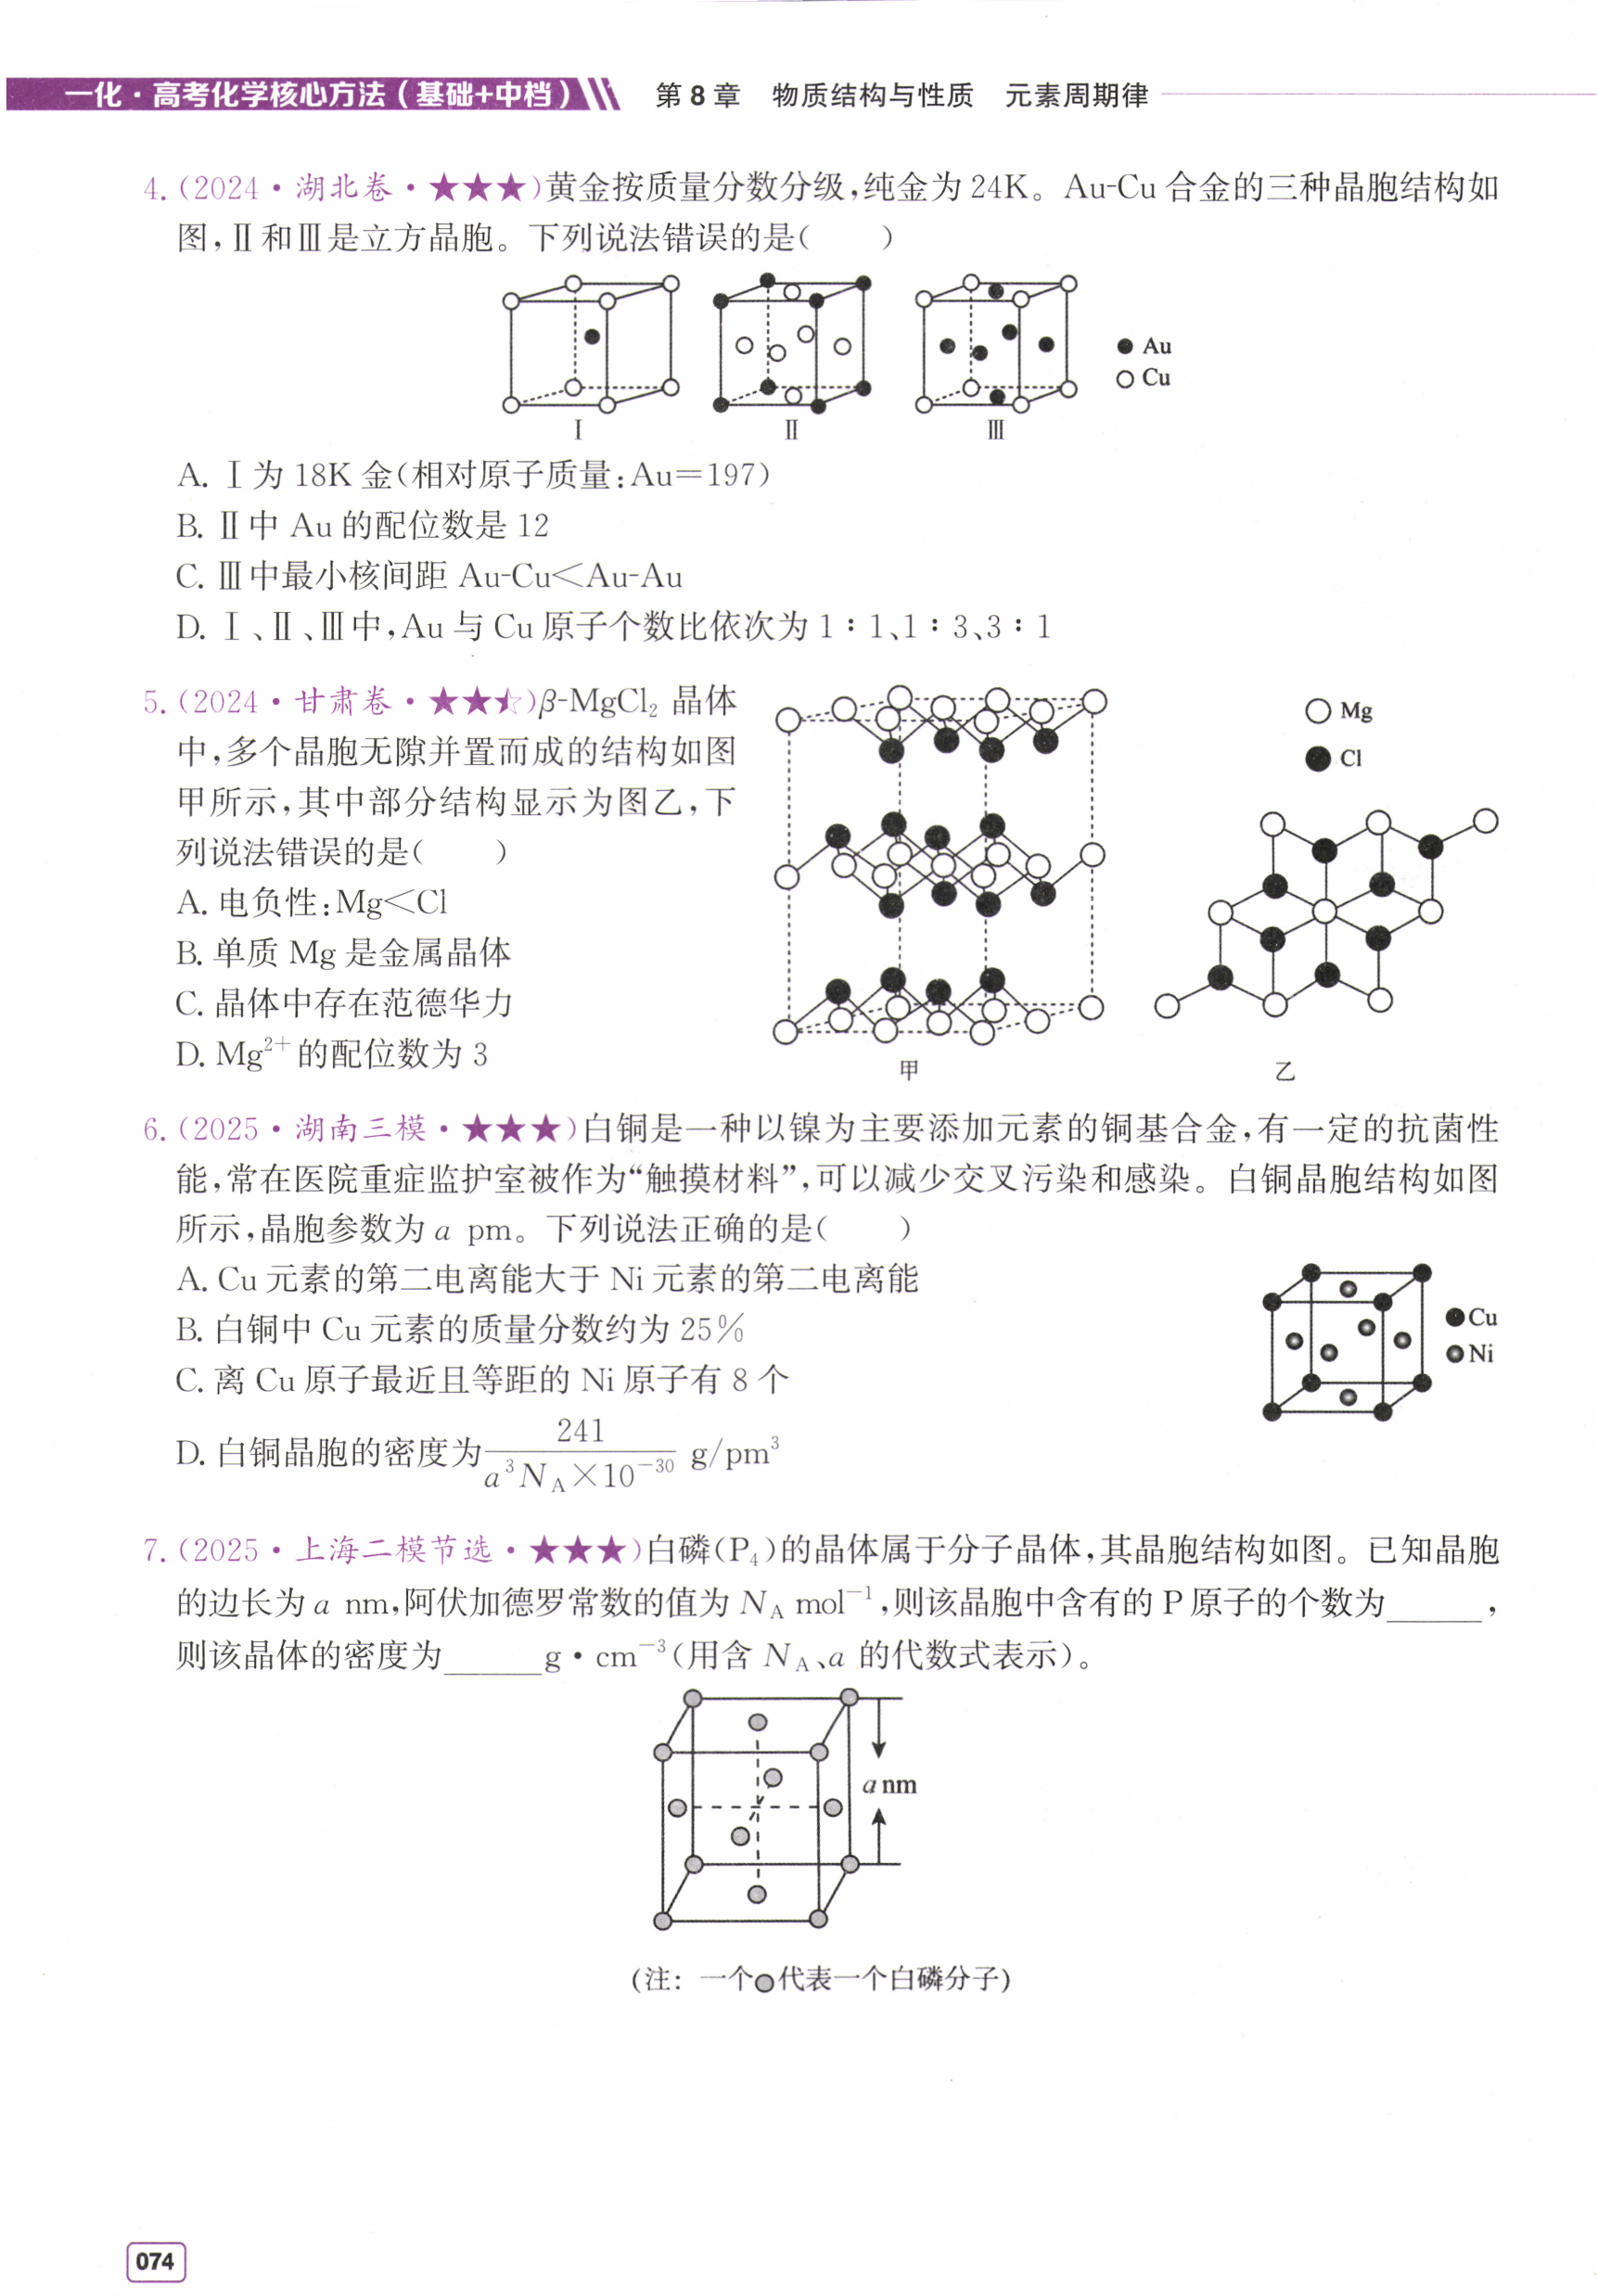 一化·高考化学核心方法(基础+中档) 第8章 物质结构与性质 元素周期律
4.(2024·湖北卷·★★★)黄金按质量分数分级,纯金为24K。Au-Cu合金的三种晶胞结构如
图,Ⅱ和Ⅲ是立方晶胞。下列说法错误的是( )
Au
Cu
Ⅰ Ⅱ Ⅲ
A.Ⅰ为18K金(相对原子质量:Au=197)
B.Ⅱ中Au的配位数是12
C.Ⅲ中最小核间距Au-Cu<Au-Au
D.Ⅰ、Ⅱ、Ⅲ中,Au与Cu原子个数比依次为1∶1、1∶3、3∶1
5.(2024·甘肃卷·★★⯪)β-MgCl₂晶体
中,多个晶胞无隙并置而成的结构如图
甲所示,其中部分结构显示为图乙,下
列说法错误的是( )
A.电负性:Mg<Cl
B.单质Mg是金属晶体
C.晶体中存在范德华力
D.Mg²⁺的配位数为3
Mg
Cl
甲 乙
6.(2025·湖南三模·★★★)白铜是一种以镍为主要添加元素的铜基合金,有一定的抗菌性
能,常在医院重症监护室被作为“触摸材料”,可以减少交叉污染和感染。白铜晶胞结构如图
所示,晶胞参数为a pm。下列说法正确的是( )
A.Cu元素的第二电离能大于Ni元素的第二电离能
B.白铜中Cu元素的质量分数约为25%
C.离Cu原子最近且等距的Ni原子有8个
D.白铜晶胞的密度为241/(a³N_A×10⁻³⁰) g/pm³
Cu
Ni
7.(2025·上海二模节选·★★★)白磷(P₄)的晶体属于分子晶体,其晶胞结构如图。已知晶胞
的边长为a nm,阿伏加德罗常数的值为N_A mol⁻¹,则该晶胞中含有的P原子的个数为______,
则该晶体的密度为______g·cm⁻³(用含N_A、a的代数式表示)。
a nm
(注:一个●代表一个白磷分子)
074